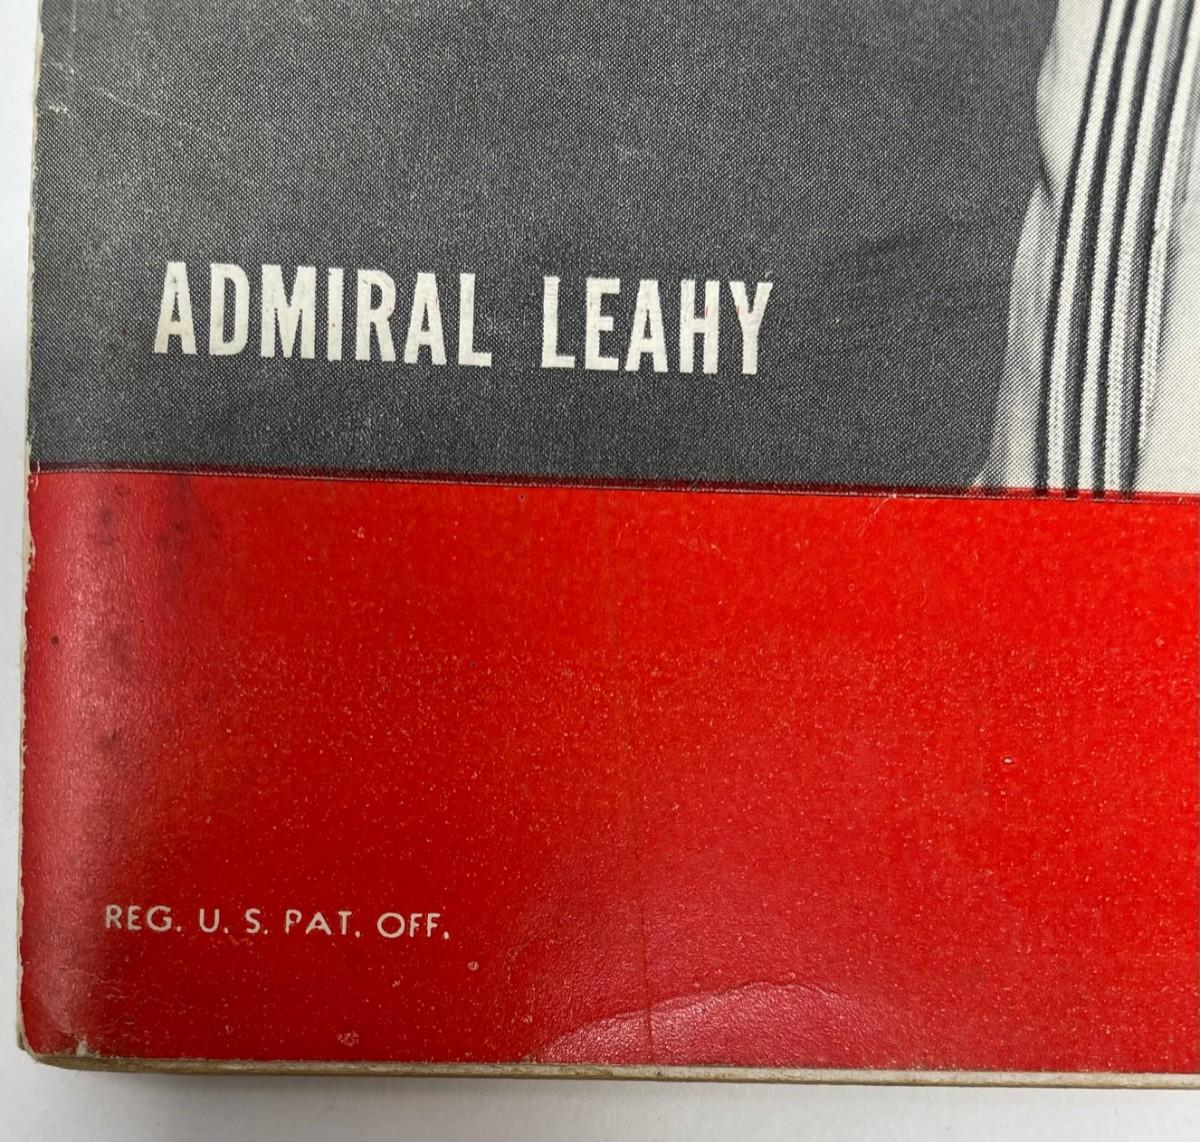 ADMIRAL LEAHY
REG. U. S. PAT. OFF.